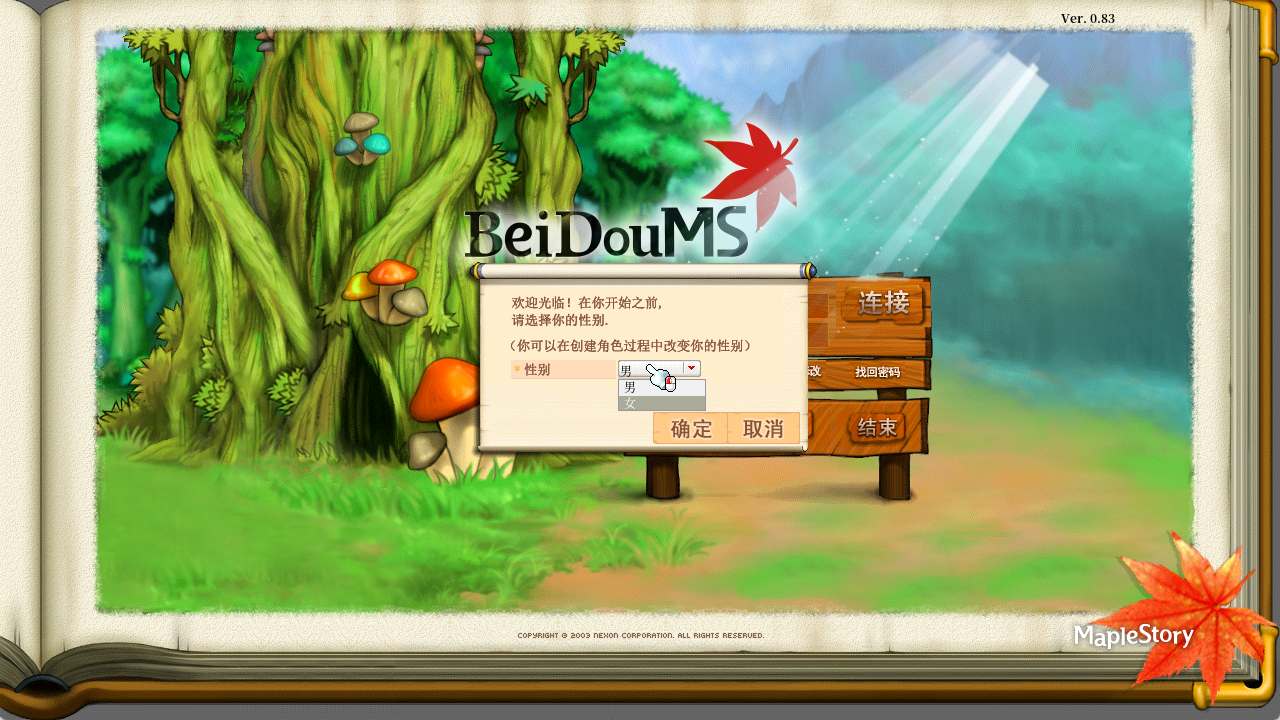 Ver. 0.83
BeiDouMS
欢迎光临！在你开始之前,
请选择你的性别.
（你可以在创建角色过程中改变你的性别）
性别
男
男
女
确定
取消
连接
改
找回密码
结束
COPYRIGHT @ 2003 NEXON CORPORATION. ALL RIGHTS RESERVED.
MapleStory